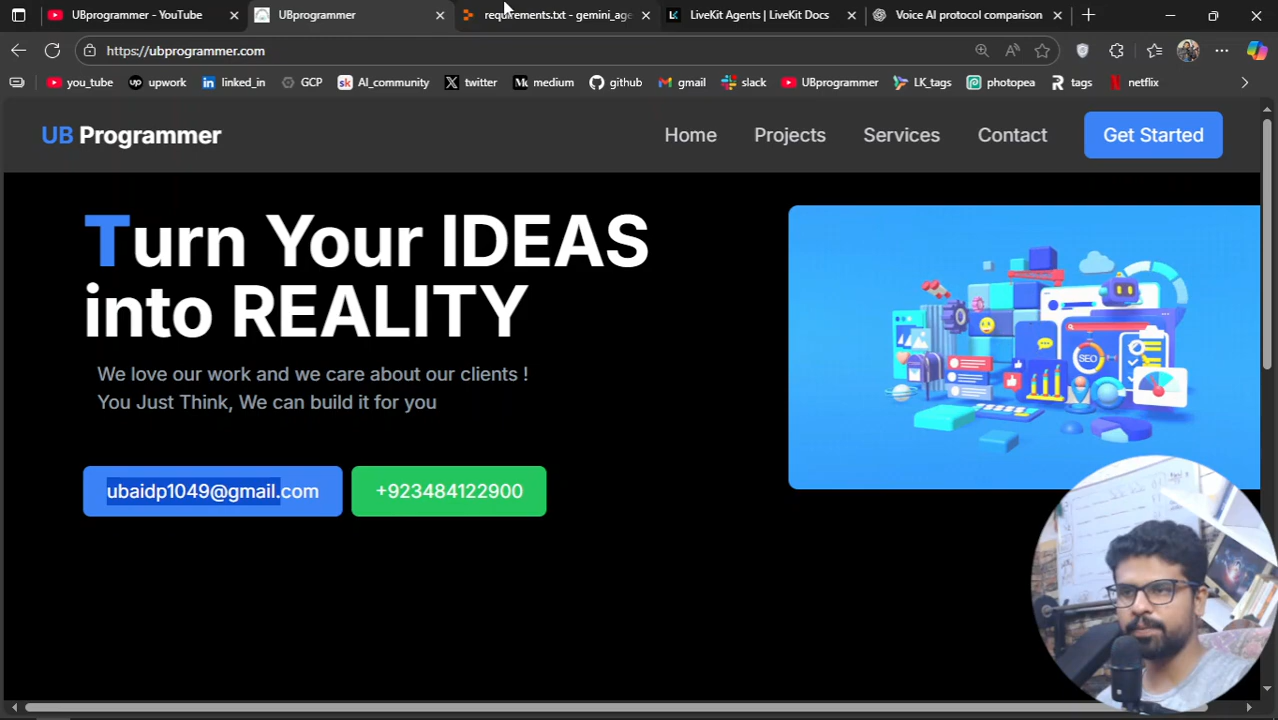 UBprogrammer - YouTube
UBprogrammer
requirements.txt - gemini_age
LiveKit Agents | LiveKit Docs
Voice AI protocol comparison
https://ubprogrammer.com
you_tube
upwork
linked_in
GCP
AI_community
twitter
medium
github
gmail
slack
UBprogrammer
LK_tags
photopea
tags
netflix
UB Programmer
Home
Projects
Services
Contact
Get Started
Turn Your IDEAS
into REALITY
We love our work and we care about our clients !
You Just Think, We can build it for you
ubaidp1049@gmail.com
+923484122900
SEO